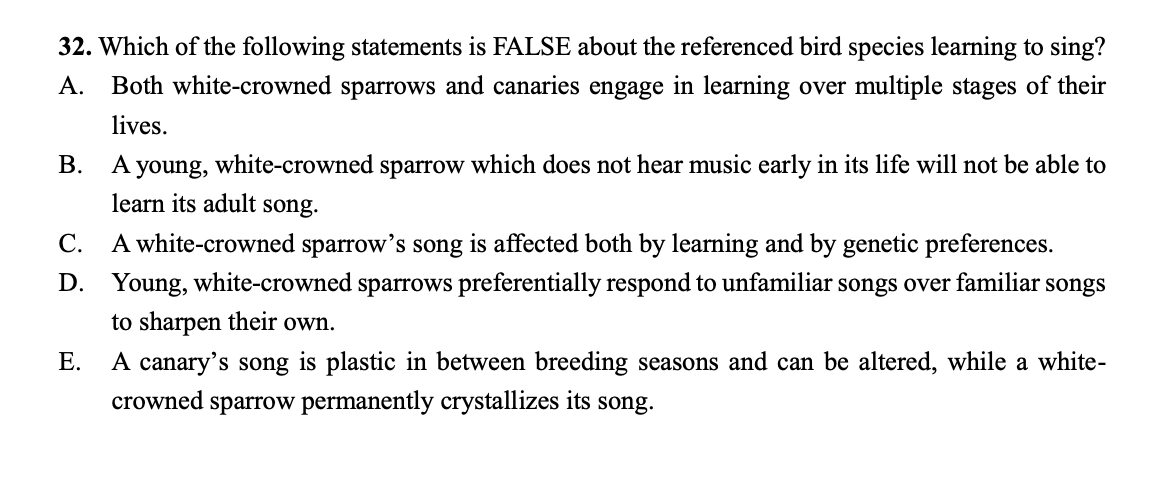 32. Which of the following statements is FALSE about the referenced bird species learning to sing?
A. Both white-crowned sparrows and canaries engage in learning over multiple stages of their
lives.
B. A young, white-crowned sparrow which does not hear music early in its life will not be able to
learn its adult song.
C. A white-crowned sparrow’s song is affected both by learning and by genetic preferences.
D. Young, white-crowned sparrows preferentially respond to unfamiliar songs over familiar songs
to sharpen their own.
E. A canary’s song is plastic in between breeding seasons and can be altered, while a white-
crowned sparrow permanently crystallizes its song.